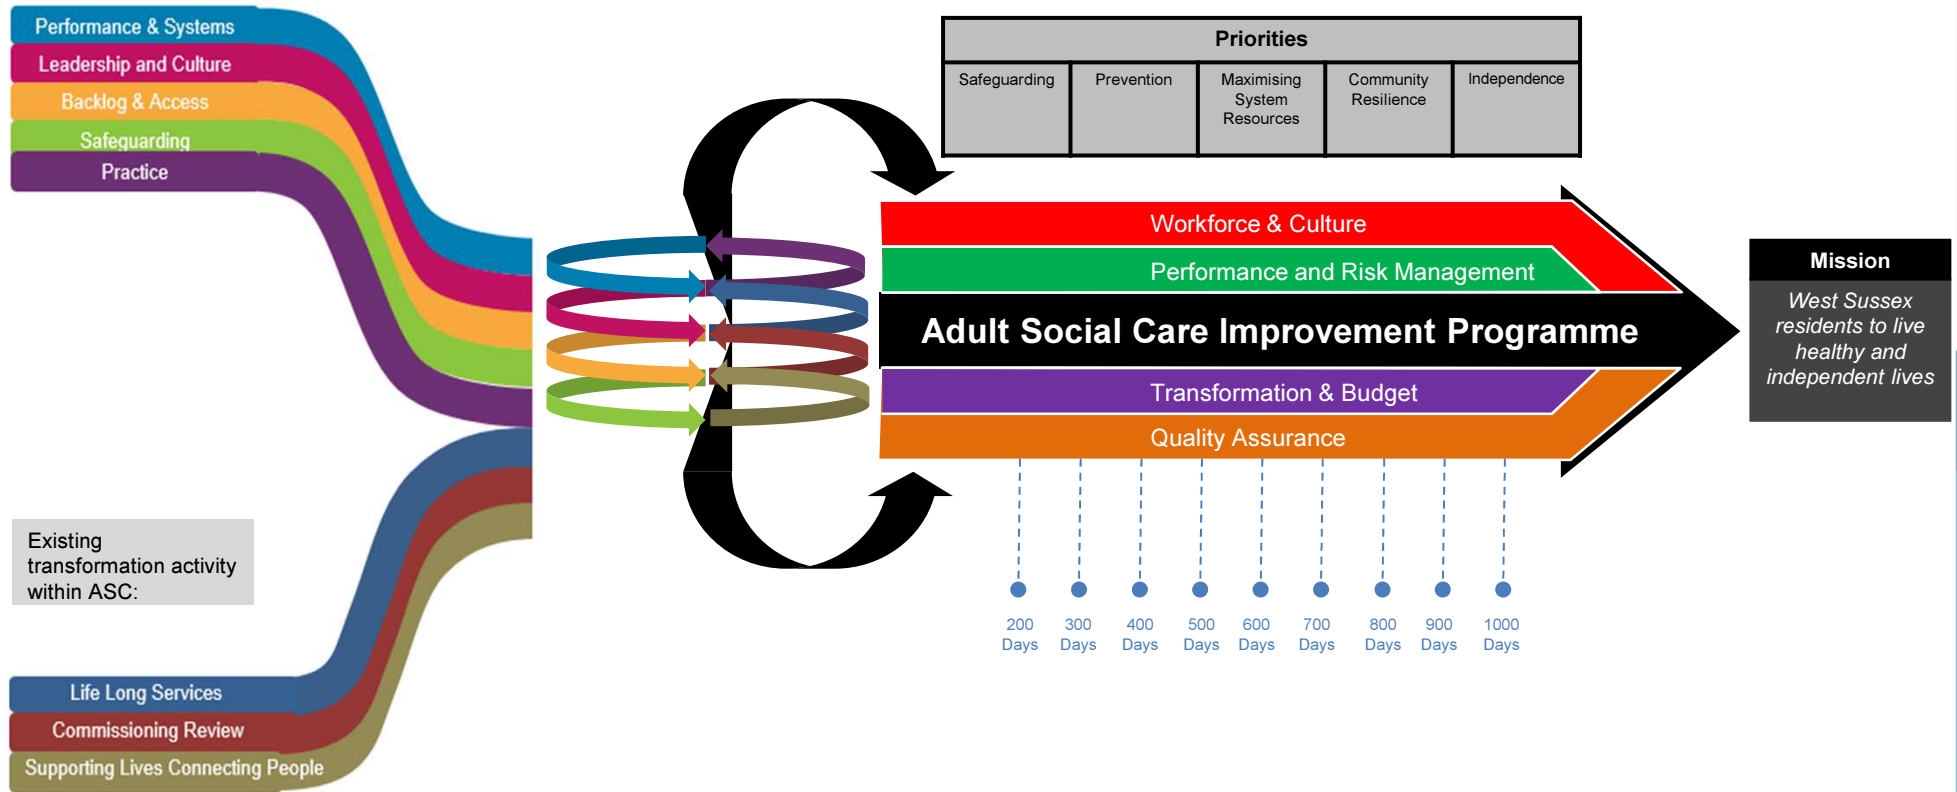 Performance & Systems
Leadership and Culture
Backlog & Access
Safeguarding
Practice
Existing
transformation activity
within ASC:
Life Long Services
Commissioning Review
Supporting Lives Connecting People
Priorities
Safeguarding
Prevention
Maximising
System
Resources
Community
Resilience
Independence
Workforce & Culture
Performance and Risk Management
Adult Social Care Improvement Programme
Transformation & Budget
Quality Assurance
200
Days
300
Days
400
Days
500
Days
600
Days
700
Days
800
Days
900
Days
1000
Days
Mission
West Sussex
residents to live
healthy and
independent lives